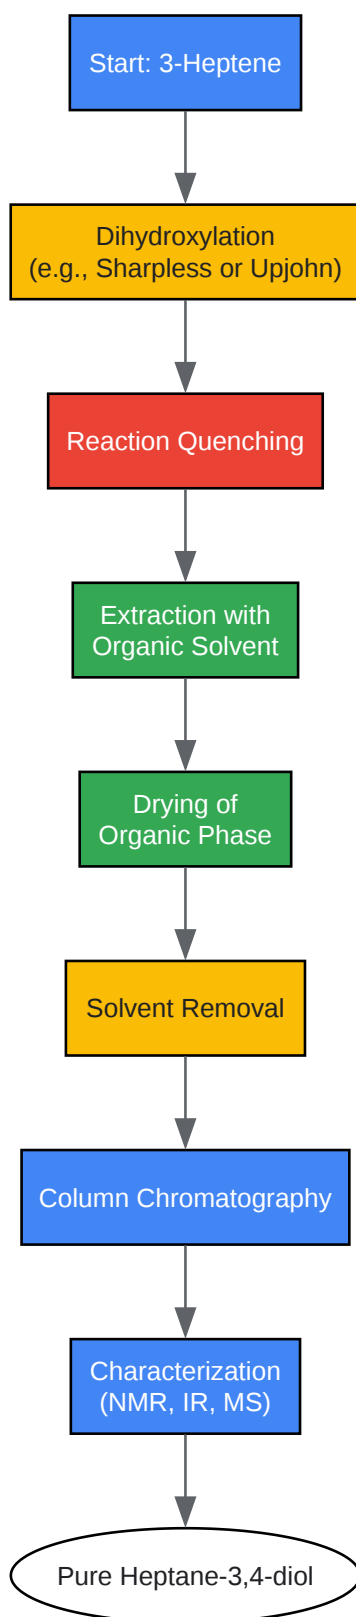 Start: 3-Heptene
Dihydroxylation
(e.g., Sharpless or Upjohn)
Reaction Quenching
Extraction with
Organic Solvent
Drying of
Organic Phase
Solvent Removal
Column Chromatography
Characterization
(NMR, IR, MS)
Pure Heptane-3,4-diol